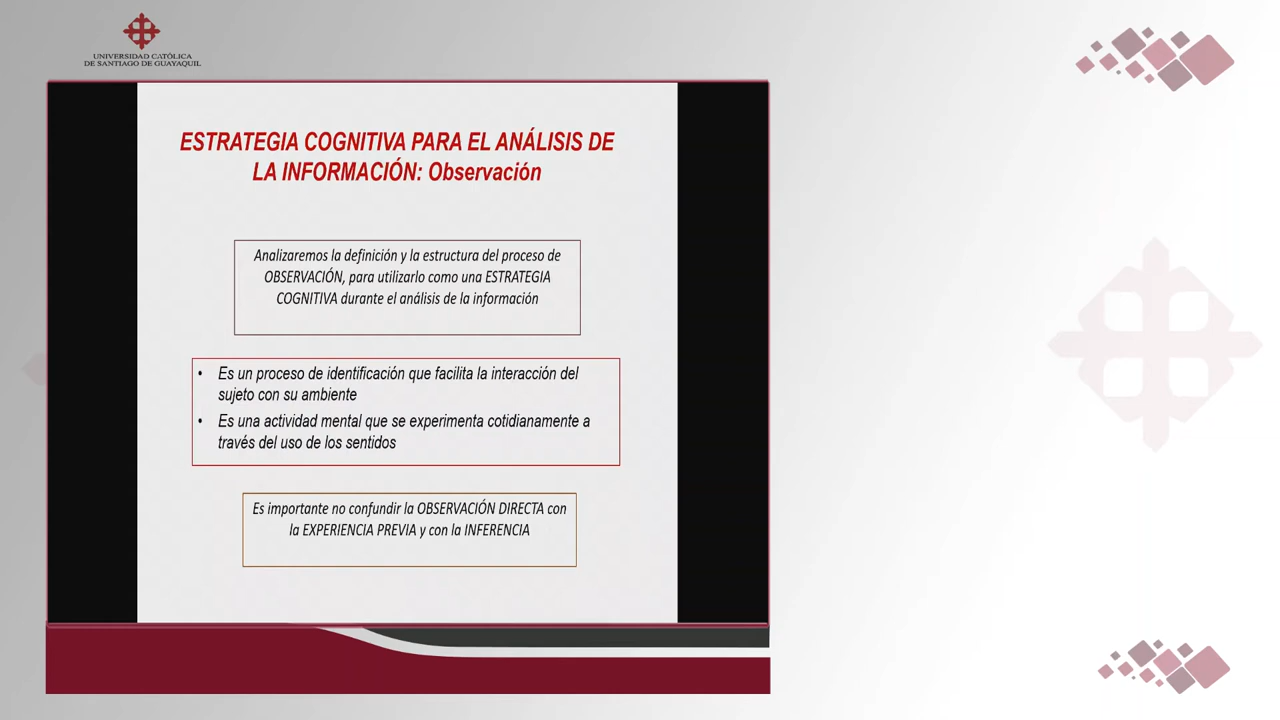 UNIVERSIDAD CATÓLICA
DE SANTIAGO DE GUAYAQUIL
ESTRATEGIA COGNITIVA PARA EL ANÁLISIS DE
LA INFORMACIÓN: Observación
Analizaremos la definición y la estructura del proceso de
OBSERVACIÓN, para utilizarlo como una ESTRATEGIA
COGNITIVA durante el análisis de la información
• Es un proceso de identificación que facilita la interacción del
sujeto con su ambiente
• Es una actividad mental que se experimenta cotidianamente a
través del uso de los sentidos
Es importante no confundir la OBSERVACIÓN DIRECTA con
la EXPERIENCIA PREVIA y con la INFERENCIA